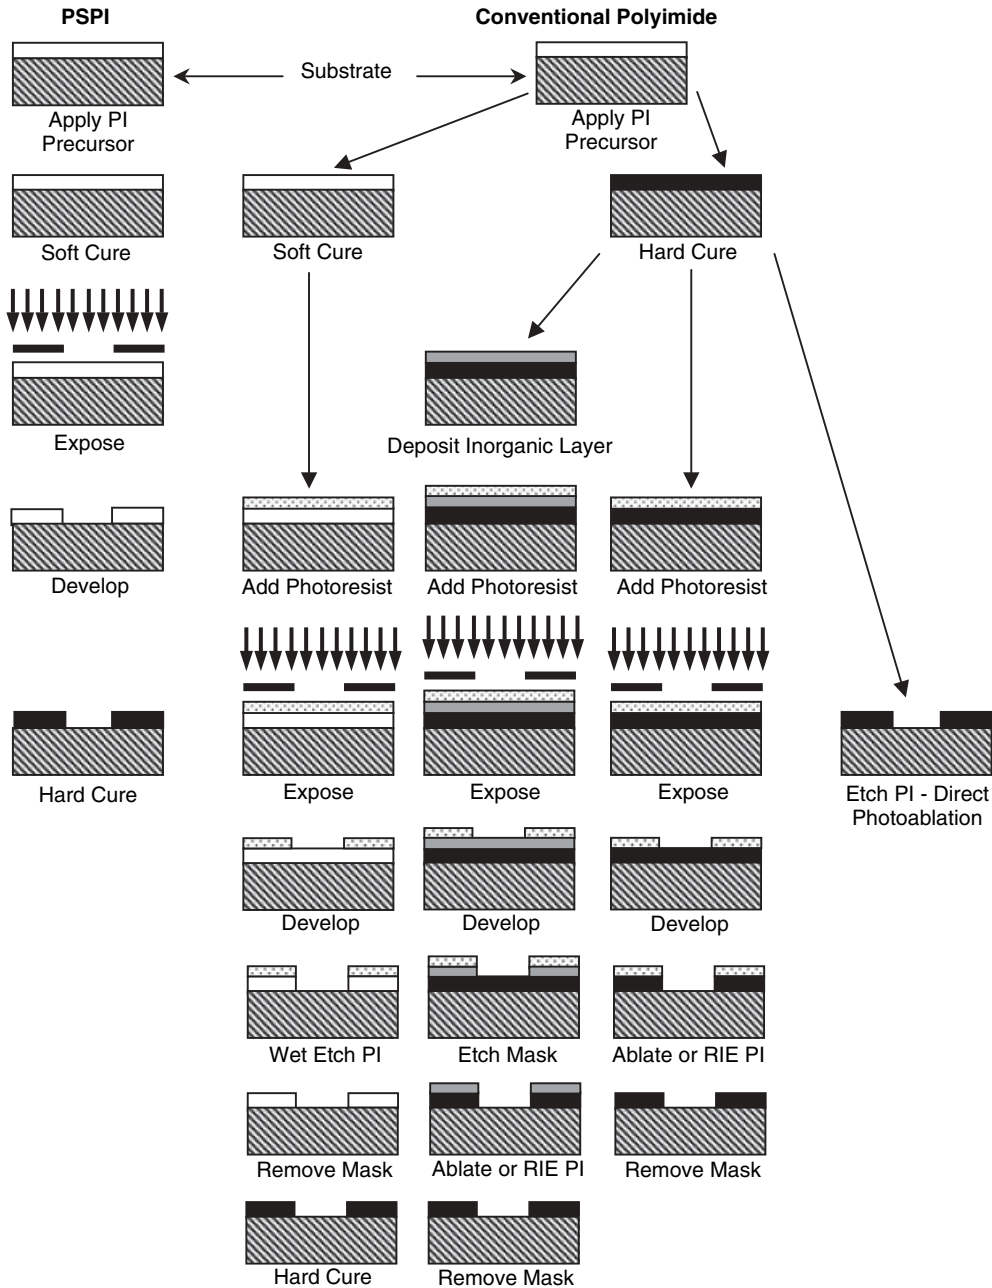 PSPI
Conventional Polyimide
Substrate
Apply PI
Precursor
Apply PI
Precursor
Soft Cure
Soft Cure
Hard Cure
Expose
Deposit Inorganic Layer
Develop
Add Photoresist
Add Photoresist
Add Photoresist
Hard Cure
Expose
Expose
Expose
Etch PI - Direct
Photoablation
Develop
Develop
Develop
Wet Etch PI
Etch Mask
Ablate or RIE PI
Remove Mask
Ablate or RIE PI
Remove Mask
Hard Cure
Remove Mask